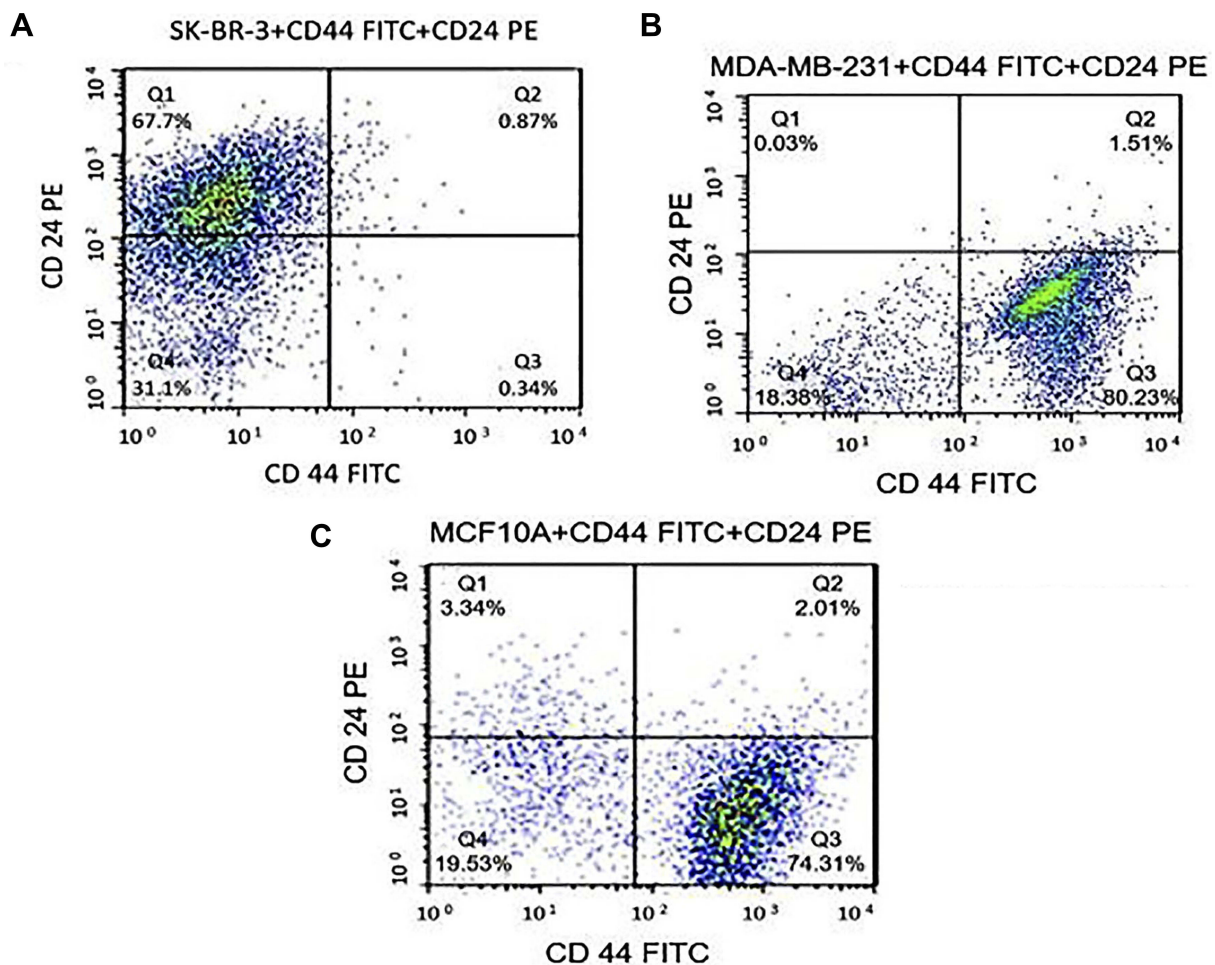 A
SK-BR-3+CD44 FITC+CD24 PE
Q1
67.7%
Q2
0.87%
Q4
31.1%
Q3
0.34%
CD 24 PE
10⁴
10³
10²
10¹
10⁰
10⁰ 10¹ 10² 10³ 10⁴
CD 44 FITC
B
MDA-MB-231+CD44 FITC+CD24 PE
Q1
0.03%
Q2
1.51%
Q4
18.38%
Q3
80.23%
CD 24 PE
10⁴
10³
10²
10¹
10⁰
10⁰ 10¹ 10² 10³ 10⁴
CD 44 FITC
C
MCF10A+CD44 FITC+CD24 PE
Q1
3.34%
Q2
2.01%
Q4
19.53%
Q3
74.31%
CD 24 PE
10⁴
10³
10²
10¹
10⁰
10⁰ 10¹ 10² 10³ 10⁴
CD 44 FITC